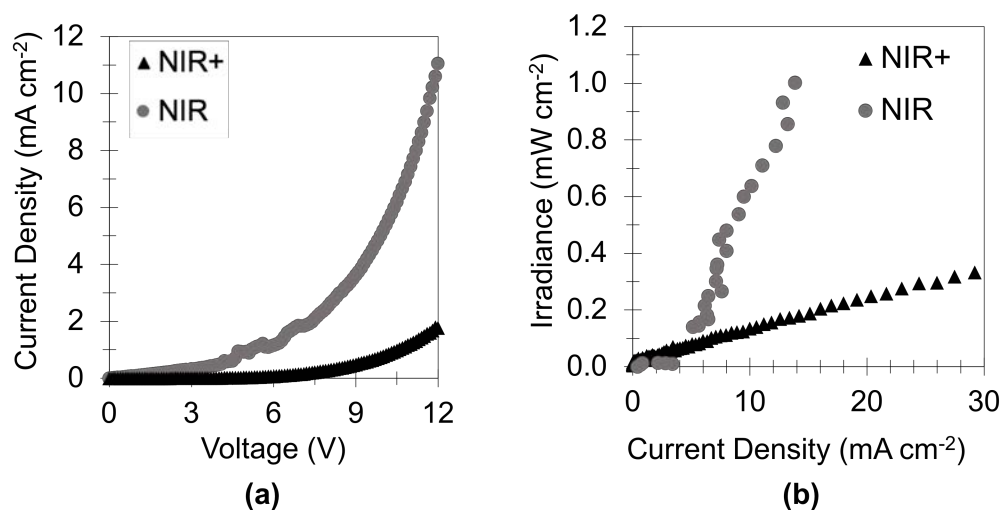 12
10
8
6
4
2
0
0
3
6
9
12
Current Density (mA cm-2)
Voltage (V)
NIR+
NIR
(a)
1.2
1.0
0.8
0.6
0.4
0.2
0.0
0
10
20
30
Irradiance (mW cm-2)
Current Density (mA cm-2)
NIR+
NIR
(b)